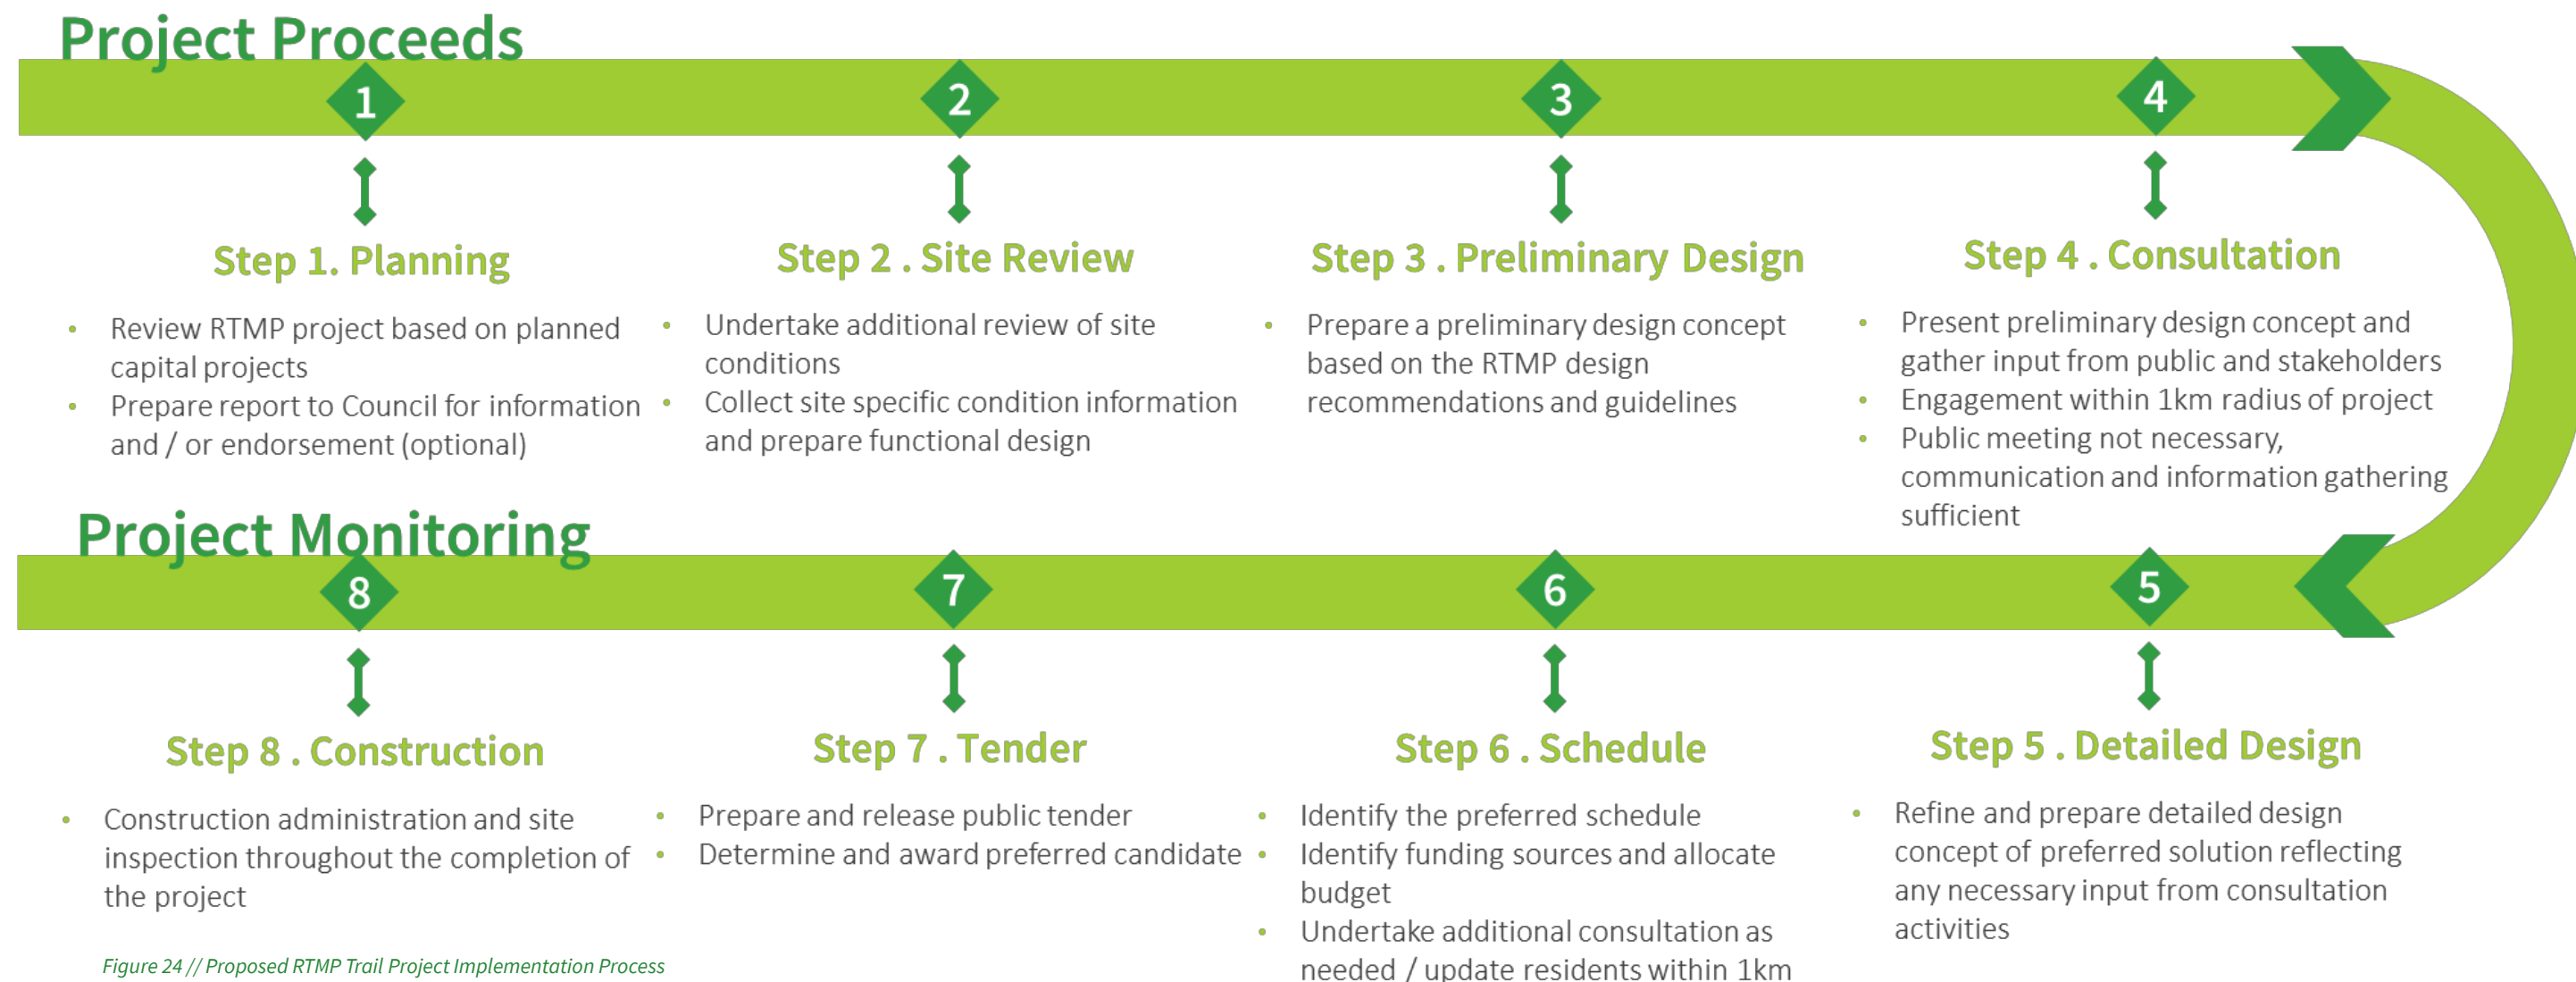 Project Proceeds
1
2
3
4
Step 1. Planning
• Review RTMP project based on planned
capital projects
• Prepare report to Council for information
and / or endorsement (optional)
Step 2 . Site Review
• Undertake additional review of site
conditions
• Collect site specific condition information
and prepare functional design
Step 3 . Preliminary Design
• Prepare a preliminary design concept
based on the RTMP design
recommendations and guidelines
Step 4 . Consultation
• Present preliminary design concept and
gather input from public and stakeholders
• Engagement within 1km radius of project
• Public meeting not necessary,
communication and information gathering
sufficient
Project Monitoring
8
7
6
5
Step 8 . Construction
• Construction administration and site
inspection throughout the completion of
the project
Step 7 . Tender
• Prepare and release public tender
• Determine and award preferred candidate
Step 6 . Schedule
• Identify the preferred schedule
• Identify funding sources and allocate
budget
• Undertake additional consultation as
needed / update residents within 1km
Step 5 . Detailed Design
• Refine and prepare detailed design
concept of preferred solution reflecting
any necessary input from consultation
activities
Figure 24 // Proposed RTMP Trail Project Implementation Process